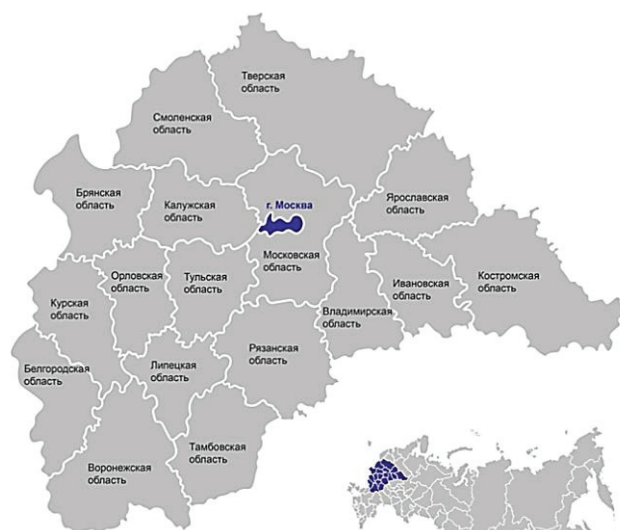 Тверская
область
Смоленская
область
Брянская
область
Калужская
область
г. Москва
Ярославская
область
Московская
область
Орловская
область
Тульская
область
Ивановская
область
Костромская
область
Курская
область
Владимирская
область
Рязанская
область
Белгородская
область
Липецкая
область
Тамбовская
область
Воронежская
область